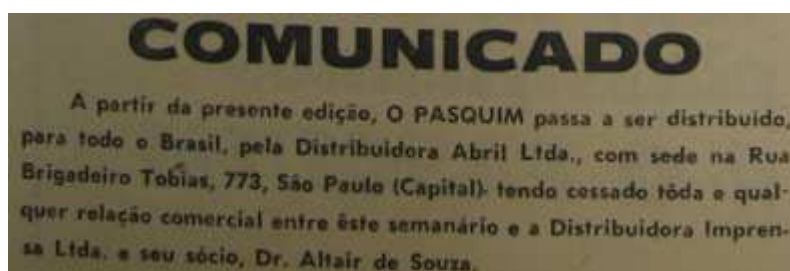 COMUNICADO
A partir da presente edição, O PASQUIM passa a ser distribuido,
para todo o Brasil, pela Distribuidora Abril Ltda., com sede na Rua
Brigadeiro Tobias, 773, São Paulo (Capital)- tendo cessado tôda e qual-
quer relação comercial entre êste semanário e a Distribuidora Impren-
sa Ltda. e seu sócio, Dr. Altair de Souza.